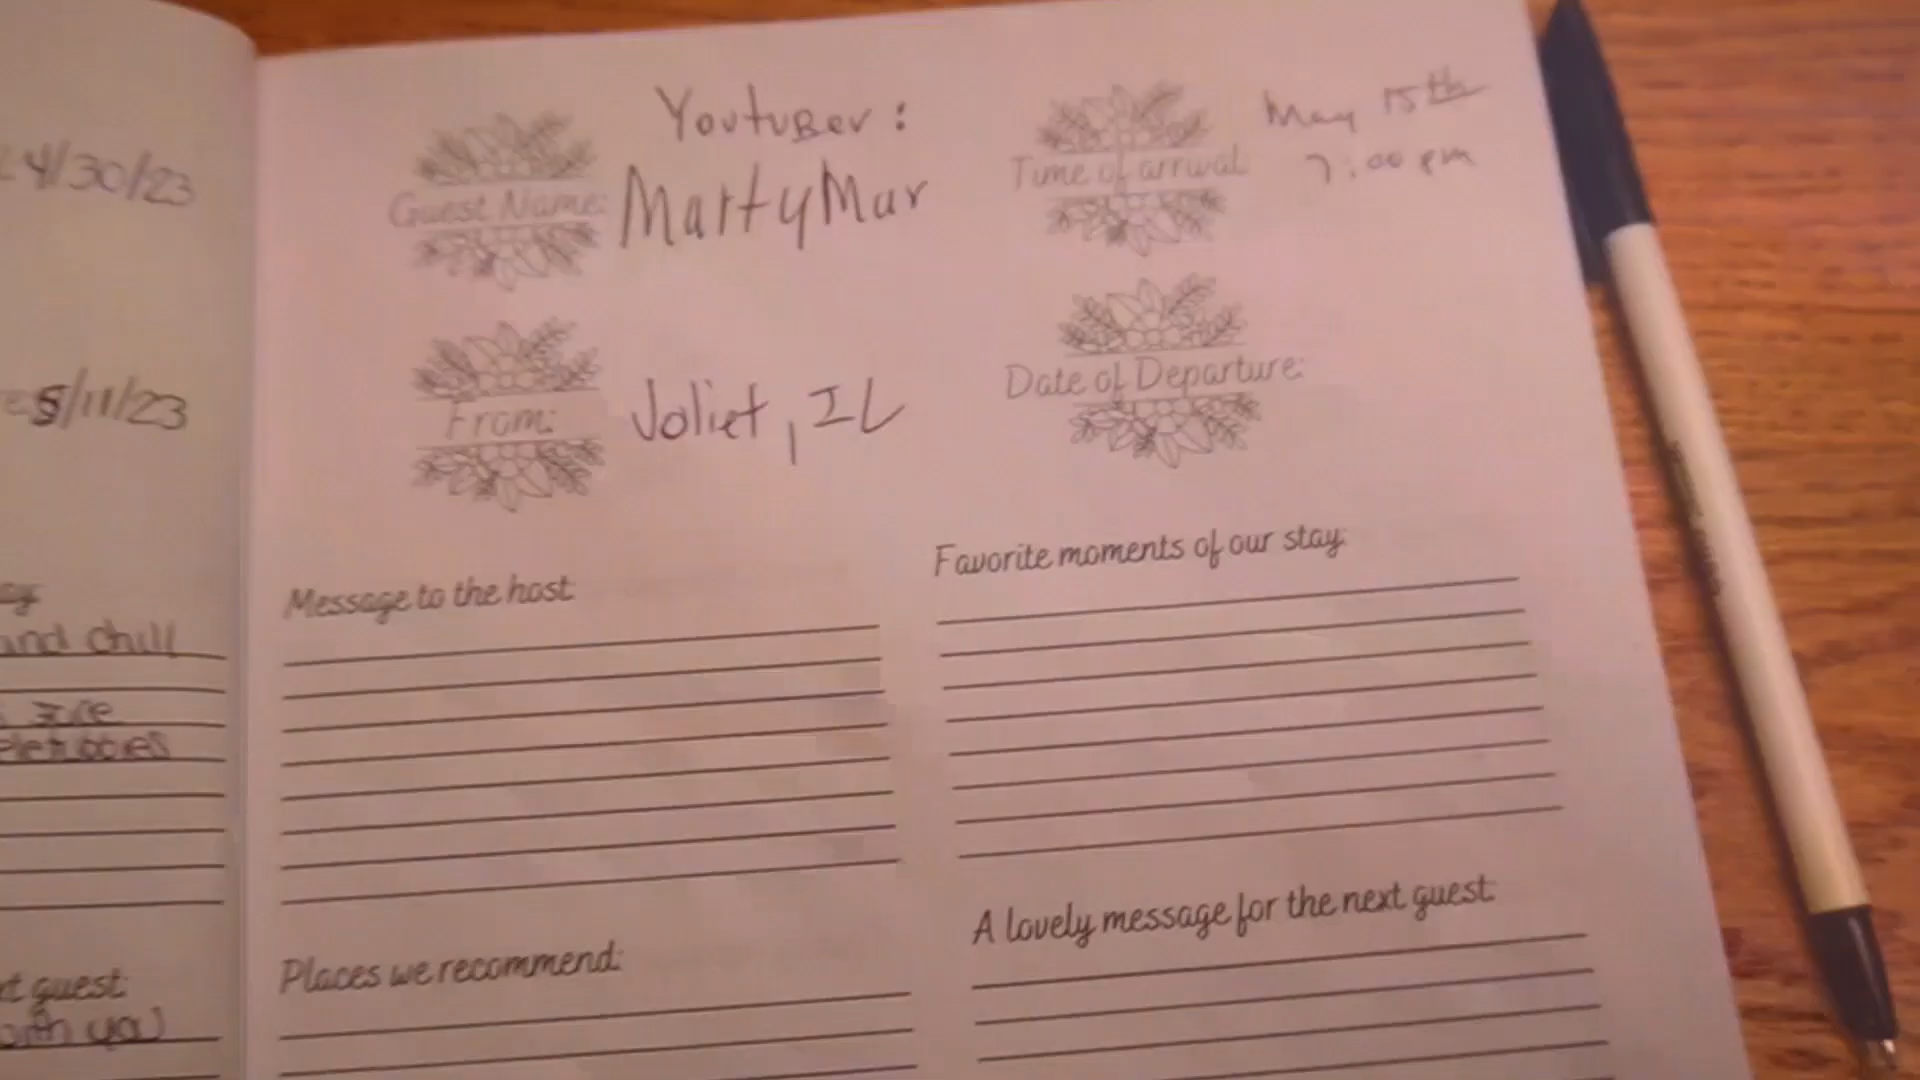 4/30/23
5/11/23
and chill
guest:
with you
Youtuber:
Guest Name: MartyMar
Time of arrival: May 15th
7:00 pm
From: Joliet, IL
Date of Departure:
Message to the host:
Favorite moments of our stay:
Places we recommend:
A lovely message for the next guest: